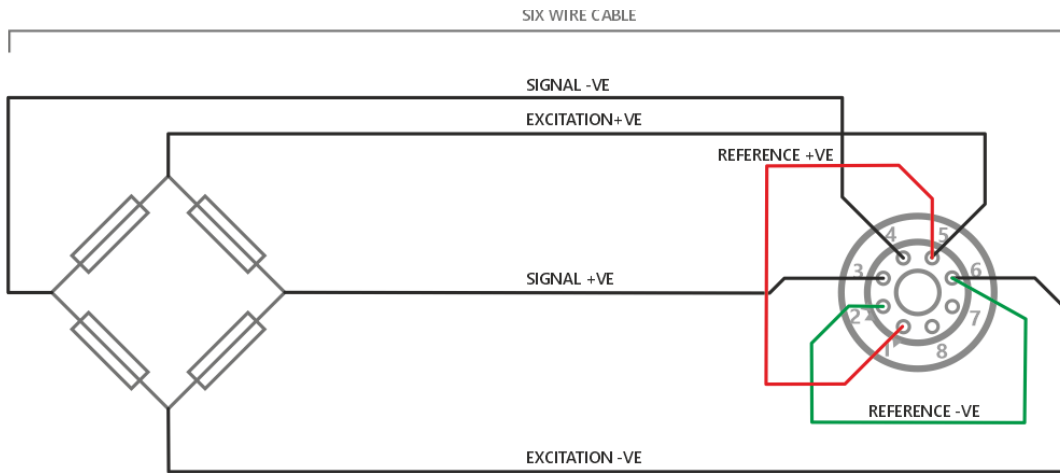 SIX WIRE CABLE
SIGNAL -VE
EXCITATION+VE
REFERENCE +VE
4 5
3 6
SIGNAL +VE
2 7
1 8
REFERENCE -VE
EXCITATION -VE